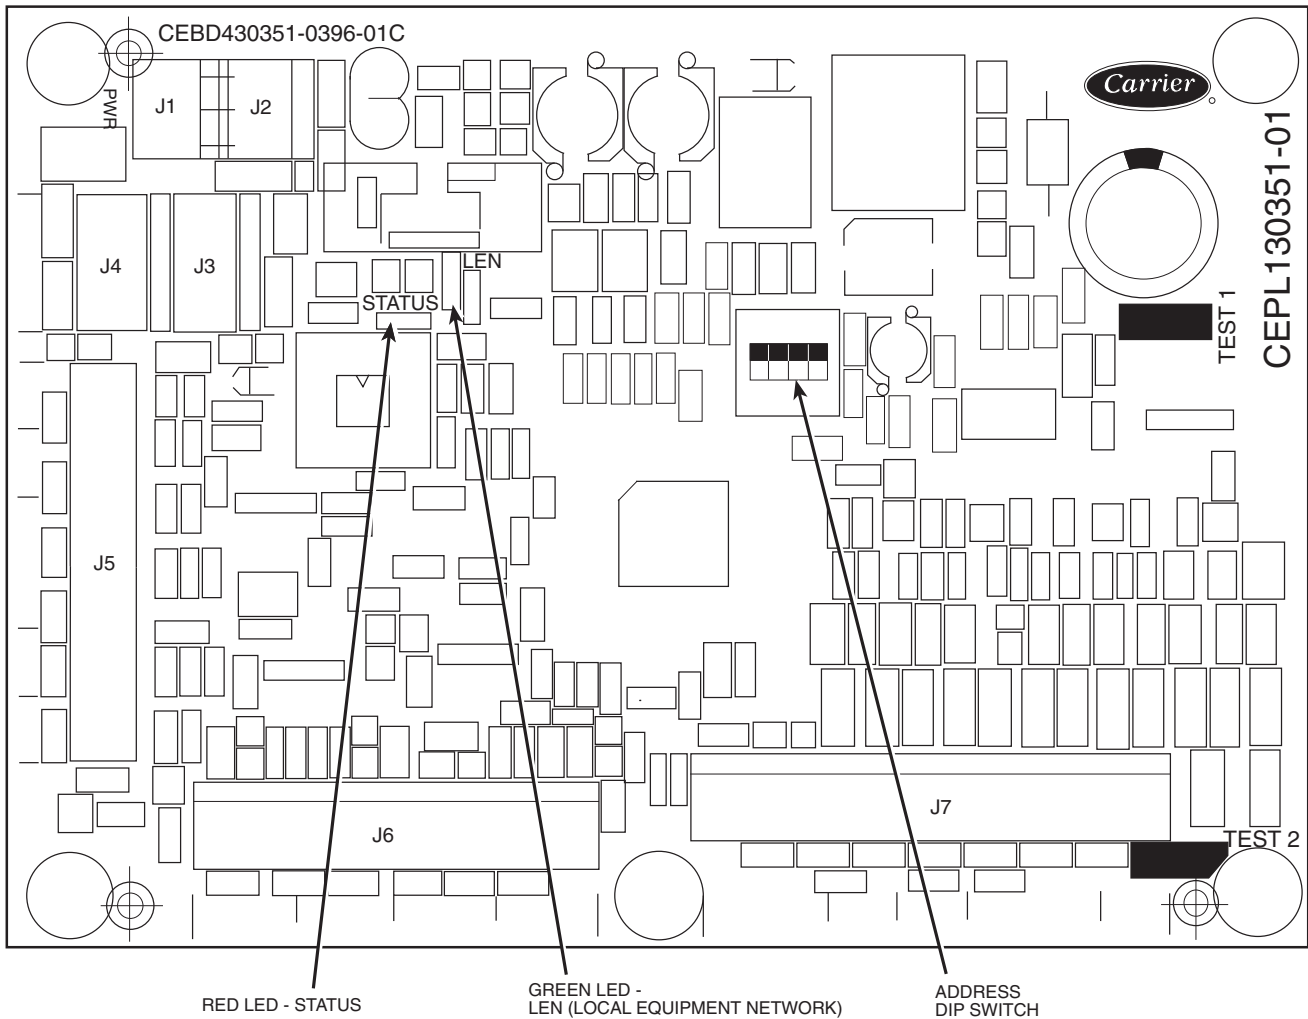 CEBD430351-0396-01C
PWR
J1
J2
Carrier
CEPL130351-01
J4
J3
LEN
STATUS
TEST 1
J5
J6
J7
TEST 2
RED LED - STATUS
GREEN LED -
LEN (LOCAL EQUIPMENT NETWORK)
ADDRESS
DIP SWITCH